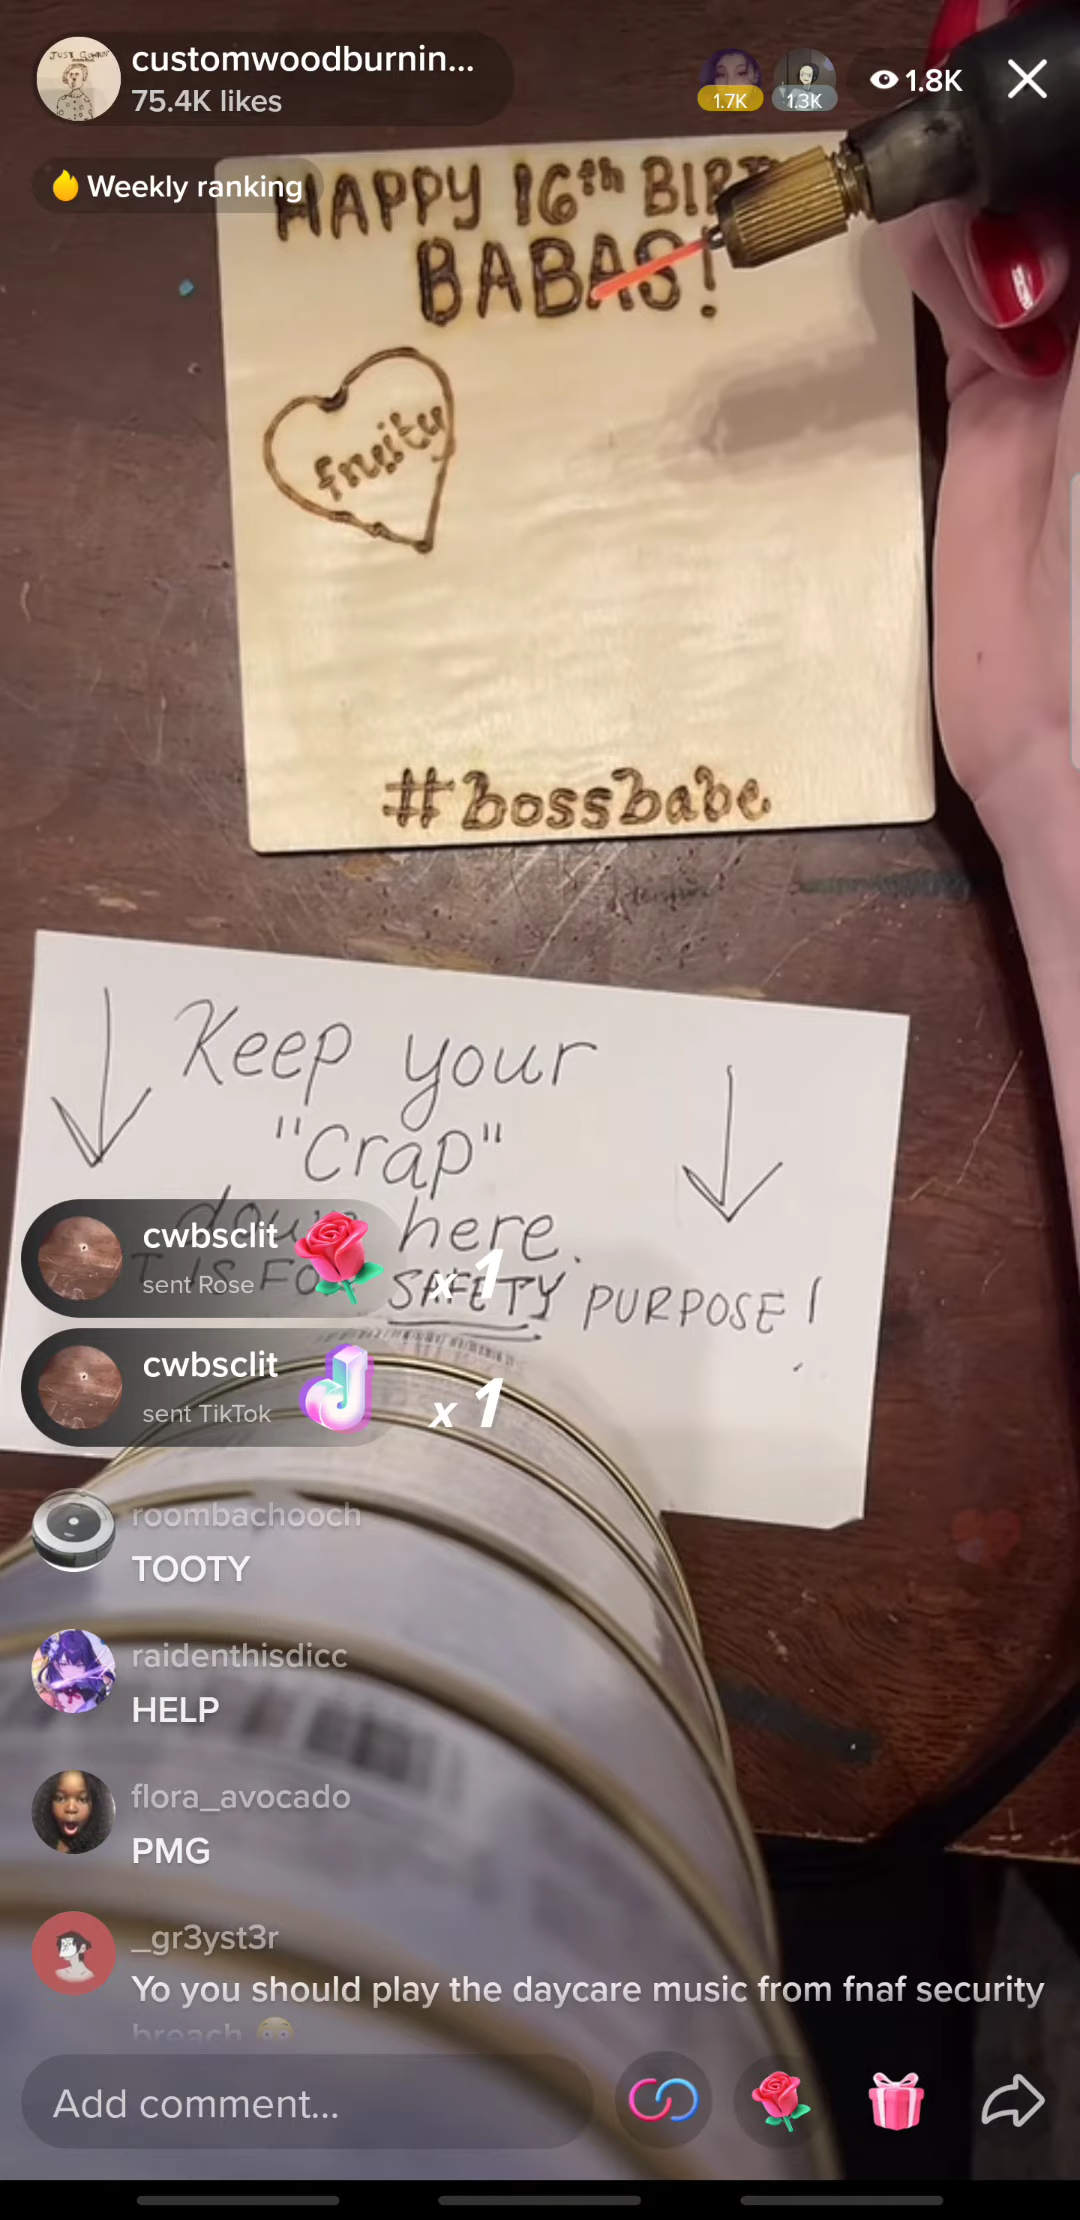 customwoodburnin...
75.4K likes
1.7K
1.3K
1.8K
Weekly ranking
HAPPY 16th
BABAS!
fruity
#bossbabe
Keep your
"Crap"
down here.
SAFETY PURPOSE!
cwbsclit
sent Rose
x 1
cwbsclit
sent TikTok
x 1
roombachooch
TOOTY
raidenthisdicc
HELP
flora_avocado
PMG
_gr3yst3r
Yo you should play the daycare music from fnaf security
breach 😳
Add comment...